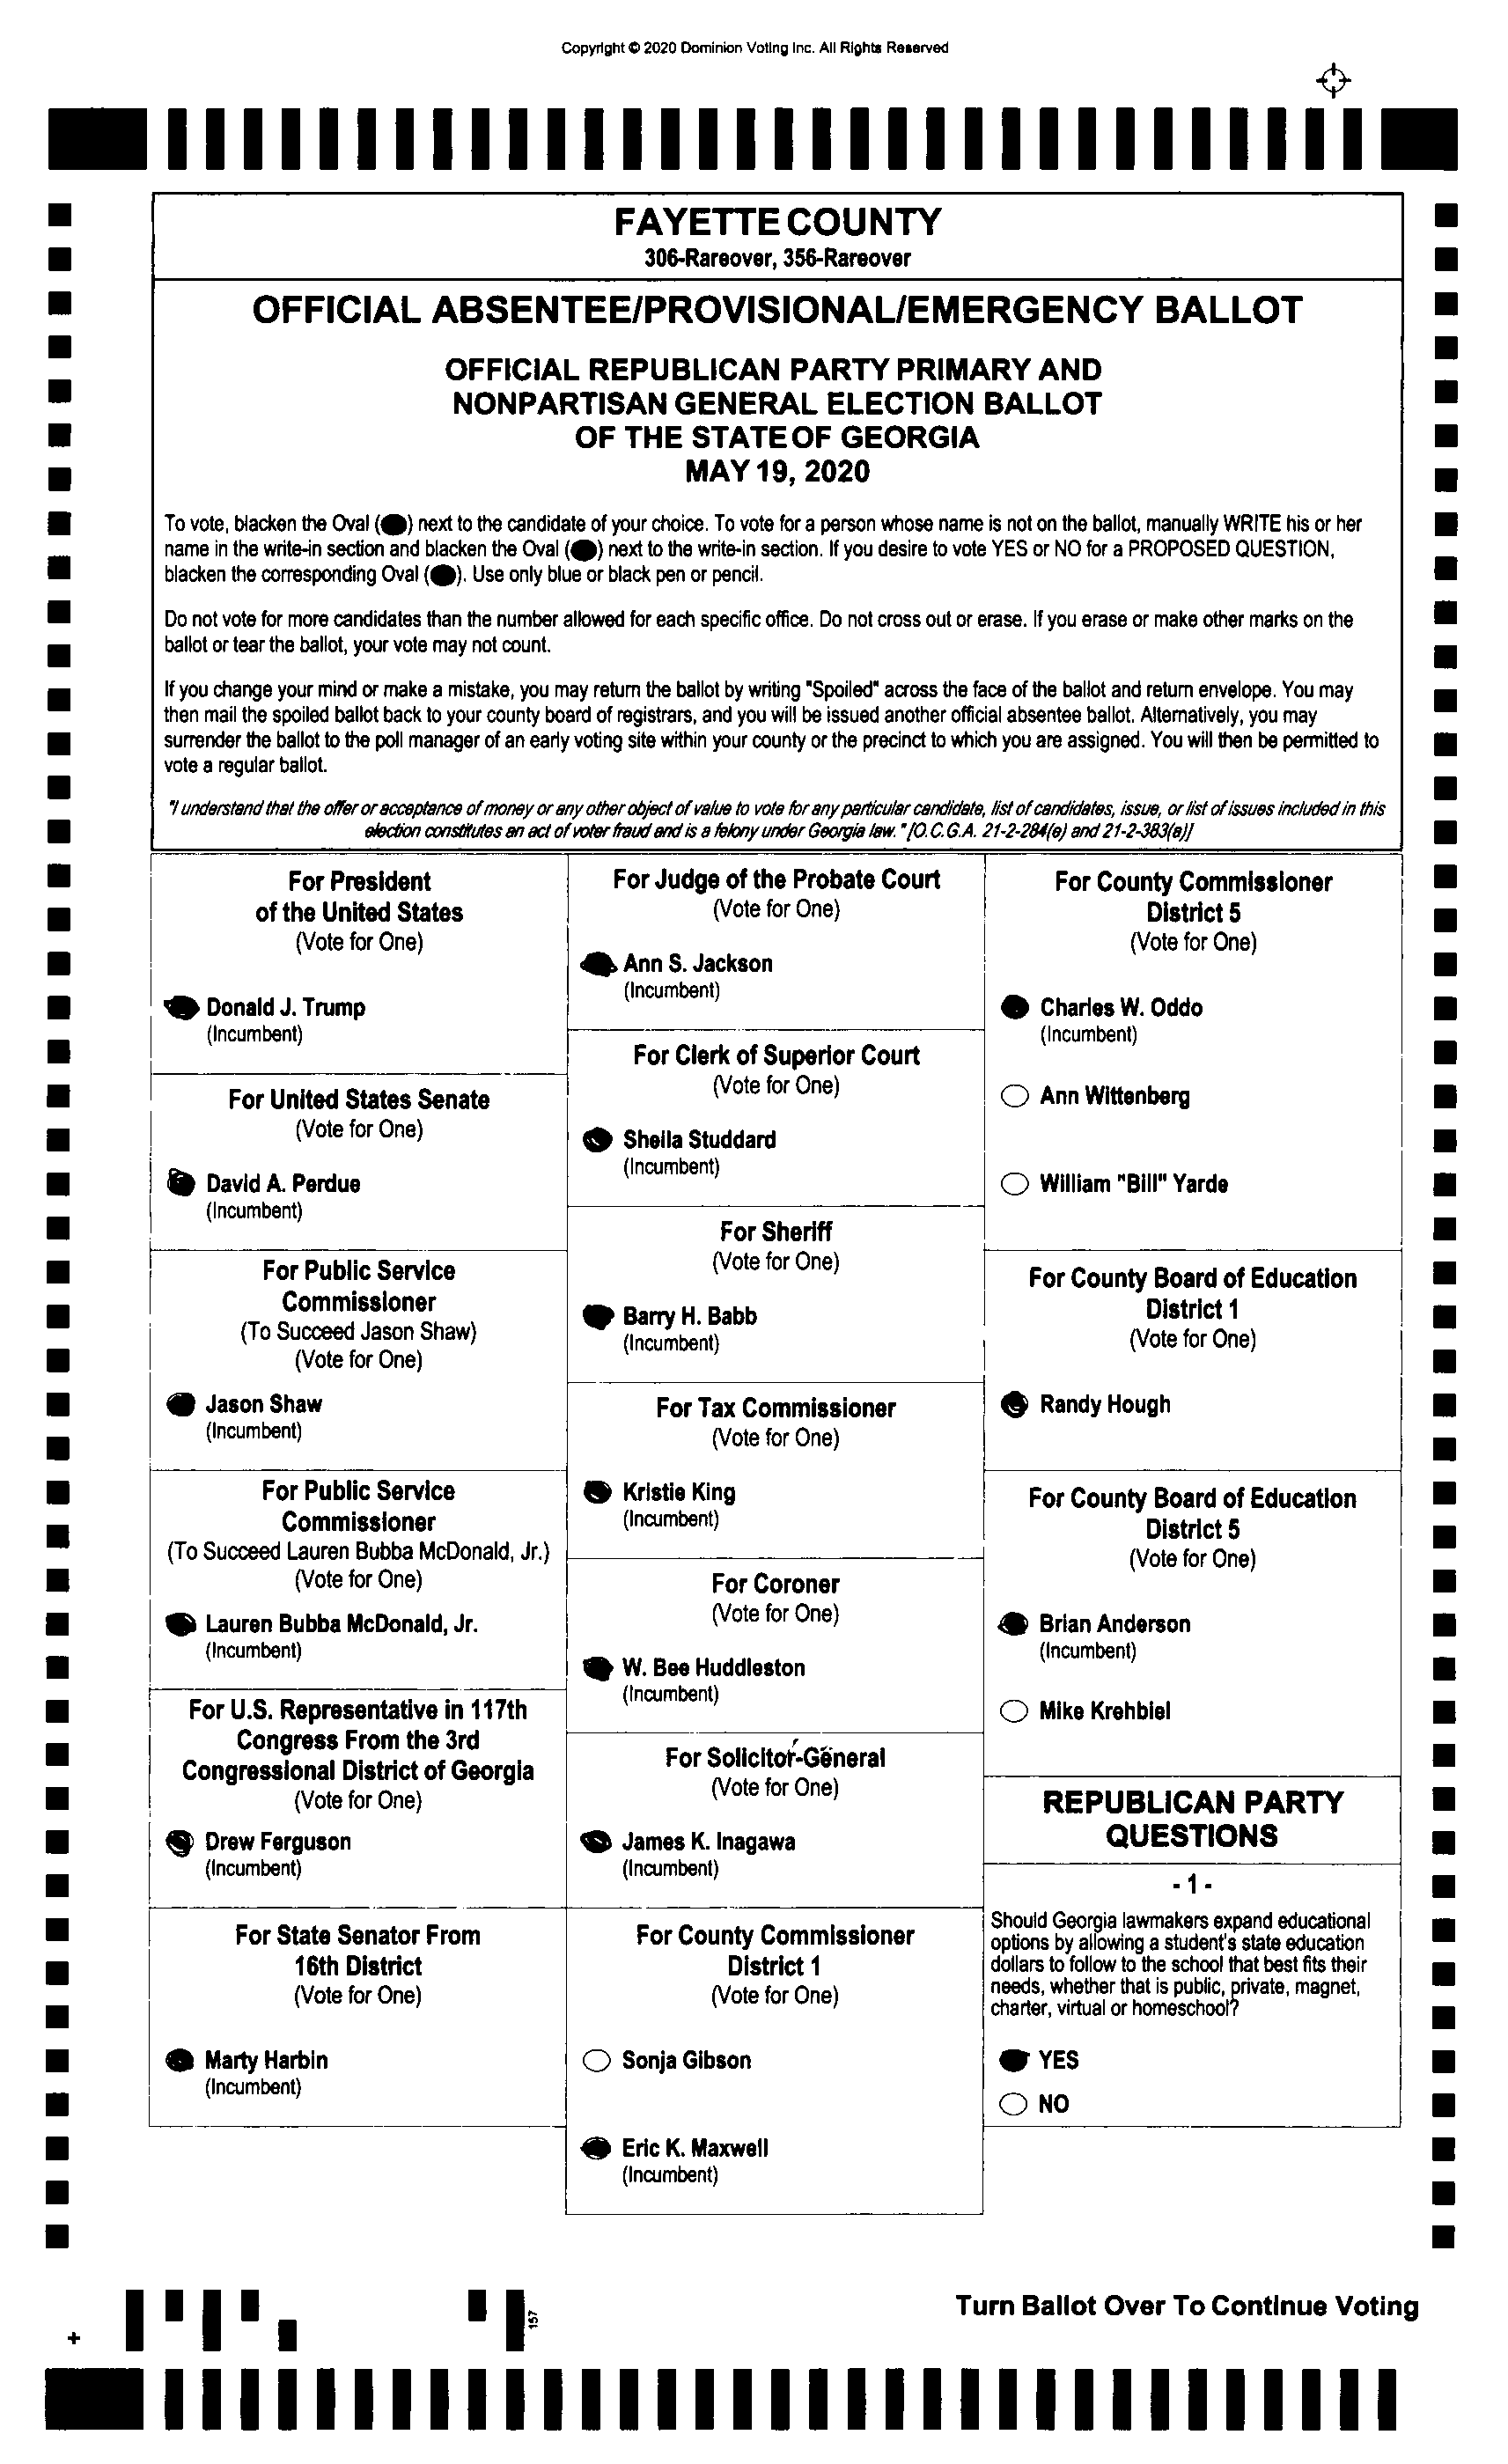 Copyright © 2020 Dominion Voting Inc. All Rights Reserved
FAYETTE COUNTY
306-Rareover, 356-Rareover
OFFICIAL ABSENTEE/PROVISIONAL/EMERGENCY BALLOT
OFFICIAL REPUBLICAN PARTY PRIMARY AND
NONPARTISAN GENERAL ELECTION BALLOT
OF THE STATE OF GEORGIA
MAY 19, 2020
To vote, blacken the Oval (⬬) next to the candidate of your choice. To vote for a person whose name is not on the ballot, manually WRITE his or her
name in the write-in section and blacken the Oval (⬬) next to the write-in section. If you desire to vote YES or NO for a PROPOSED QUESTION,
blacken the corresponding Oval (⬬). Use only blue or black pen or pencil.
Do not vote for more candidates than the number allowed for each specific office. Do not cross out or erase. If you erase or make other marks on the
ballot or tear the ballot, your vote may not count.
If you change your mind or make a mistake, you may return the ballot by writing "Spoiled" across the face of the ballot and return envelope. You may
then mail the spoiled ballot back to your county board of registrars, and you will be issued another official absentee ballot. Alternatively, you may
surrender the ballot to the poll manager of an early voting site within your county or the precinct to which you are assigned. You will then be permitted to
vote a regular ballot.
"I understand that the offer or acceptance of money or any other object of value to vote for any particular candidate, list of candidates, issue, or list of issues included in this
election constitutes an act of voter fraud and is a felony under Georgia law." [O.C.G.A. 21-2-284(e) and 21-2-383(a)]
For President
of the United States
(Vote for One)
Donald J. Trump
(Incumbent)
For United States Senate
(Vote for One)
David A. Perdue
(Incumbent)
For Public Service
Commissioner
(To Succeed Jason Shaw)
(Vote for One)
Jason Shaw
(Incumbent)
For Public Service
Commissioner
(To Succeed Lauren Bubba McDonald, Jr.)
(Vote for One)
Lauren Bubba McDonald, Jr.
(Incumbent)
For U.S. Representative in 117th
Congress From the 3rd
Congressional District of Georgia
(Vote for One)
Drew Ferguson
(Incumbent)
For State Senator From
16th District
(Vote for One)
Marty Harbin
(Incumbent)
For Judge of the Probate Court
(Vote for One)
Ann S. Jackson
(Incumbent)
For Clerk of Superior Court
(Vote for One)
Sheila Studdard
(Incumbent)
For Sheriff
(Vote for One)
Barry H. Babb
(Incumbent)
For Tax Commissioner
(Vote for One)
Kristie King
(Incumbent)
For Coroner
(Vote for One)
W. Bee Huddleston
(Incumbent)
For Solicitor-General
(Vote for One)
James K. Inagawa
(Incumbent)
For County Commissioner
District 1
(Vote for One)
Sonja Gibson
Eric K. Maxwell
(Incumbent)
For County Commissioner
District 5
(Vote for One)
Charles W. Oddo
(Incumbent)
Ann Wittenberg
William "Bill" Yarde
For County Board of Education
District 1
(Vote for One)
Randy Hough
For County Board of Education
District 5
(Vote for One)
Brian Anderson
(Incumbent)
Mike Krehbiel
REPUBLICAN PARTY
QUESTIONS
- 1 -
Should Georgia lawmakers expand educational
options by allowing a student's state education
dollars to follow to the school that best fits their
needs, whether that is public, private, magnet,
charter, virtual or homeschool?
YES
NO
Turn Ballot Over To Continue Voting
157